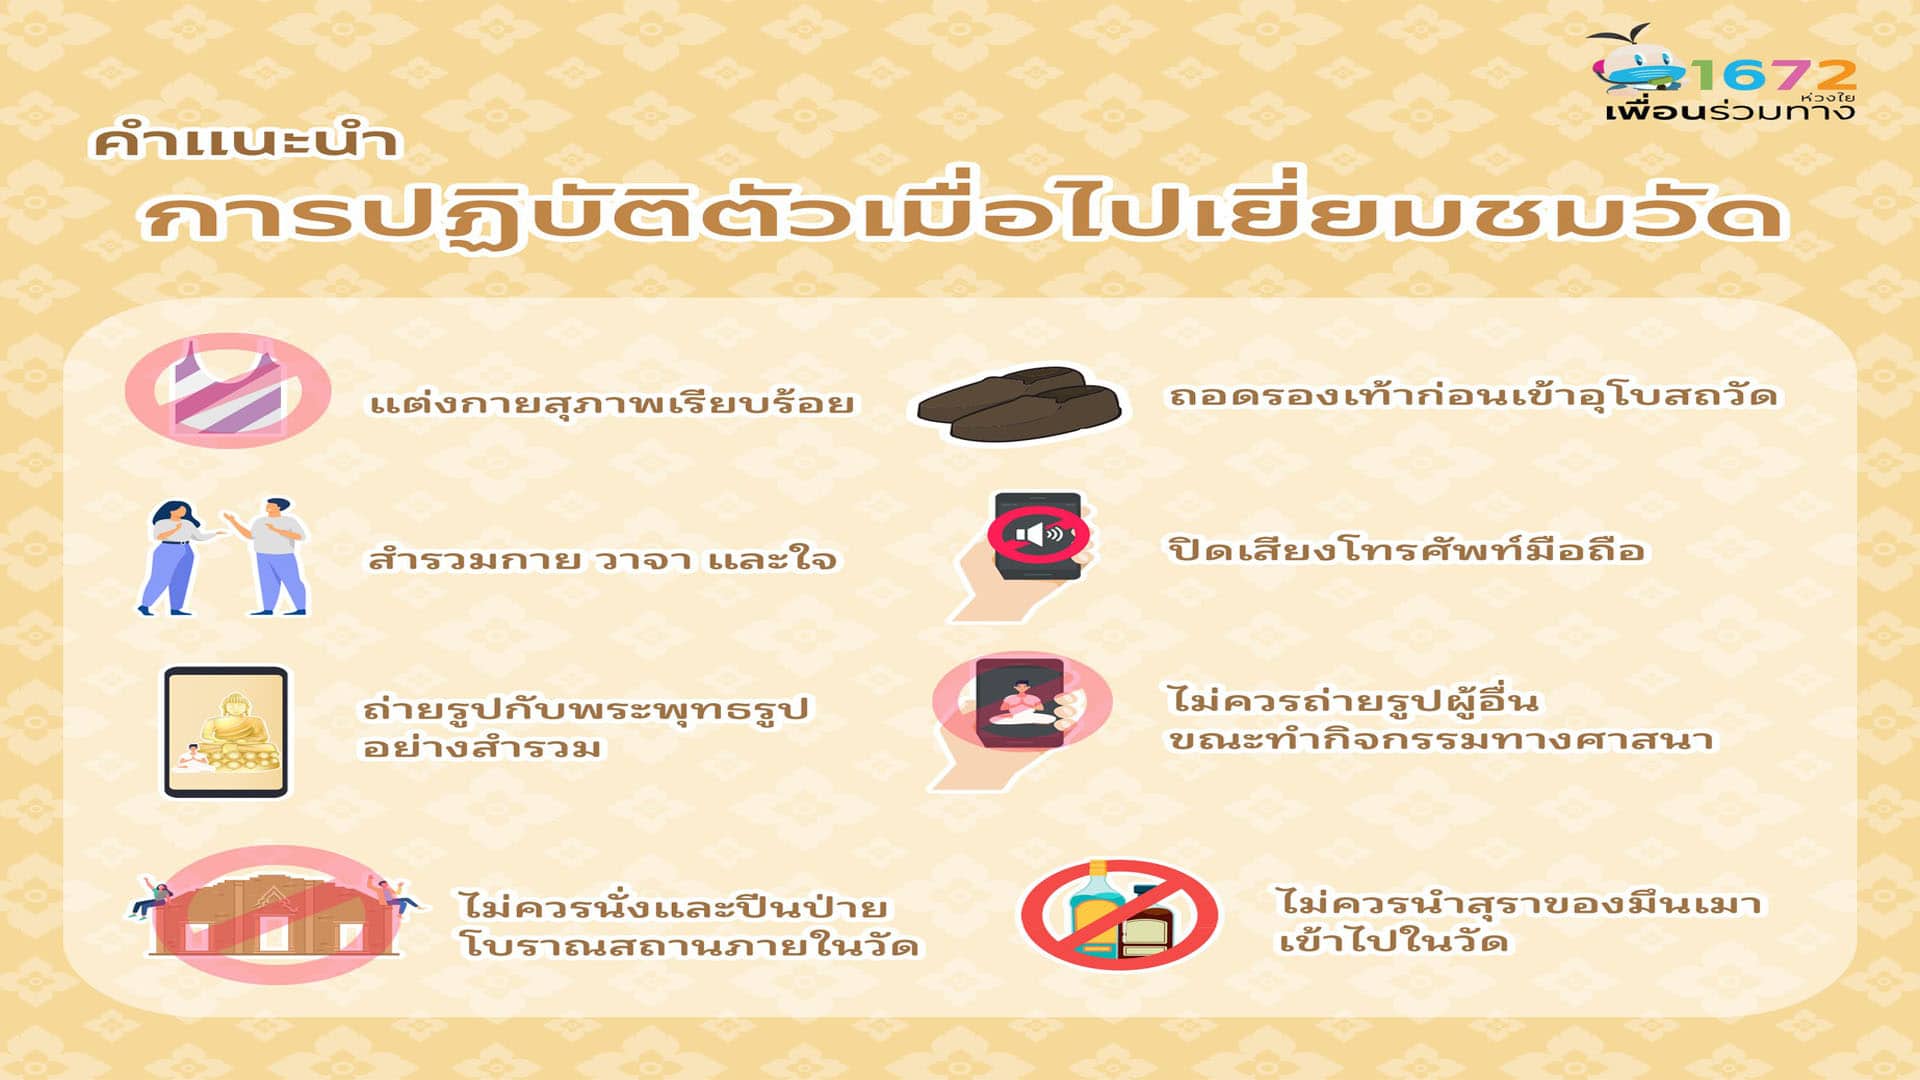 1672
ห่วงใย
เพื่อนร่วมทาง
คำแนะนำ
การปฏิบัติตัวเมื่อไปเยี่ยมชมวัด
แต่งกายสุภาพเรียบร้อย
ถอดรองเท้าก่อนเข้าอุโบสถวัด
สำรวมกาย วาจา และใจ
ปิดเสียงโทรศัพท์มือถือ
ถ่ายรูปกับพระพุทธรูป
อย่างสำรวม
ไม่ควรถ่ายรูปผู้อื่น
ขณะทำกิจกรรมทางศาสนา
ไม่ควรนั่งและปีนป่าย
โบราณสถานภายในวัด
ไม่ควรนำสุราของมึนเมา
เข้าไปในวัด